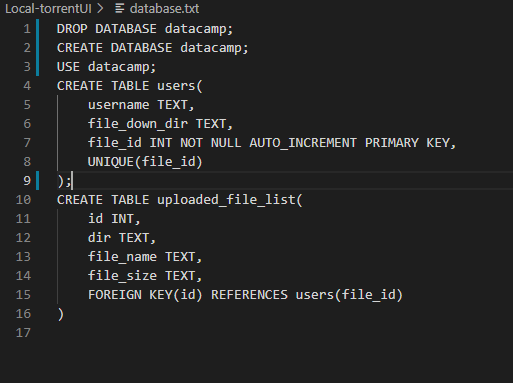 Local-torrentUI > database.txt
1 DROP DATABASE datacamp;
2 CREATE DATABASE datacamp;
3 USE datacamp;
4 CREATE TABLE users(
5 username TEXT,
6 file_down_dir TEXT,
7 file_id INT NOT NULL AUTO_INCREMENT PRIMARY KEY,
8 UNIQUE(file_id)
9 );
10 CREATE TABLE uploaded_file_list(
11 id INT,
12 dir TEXT,
13 file_name TEXT,
14 file_size TEXT,
15 FOREIGN KEY(id) REFERENCES users(file_id)
16 )
17